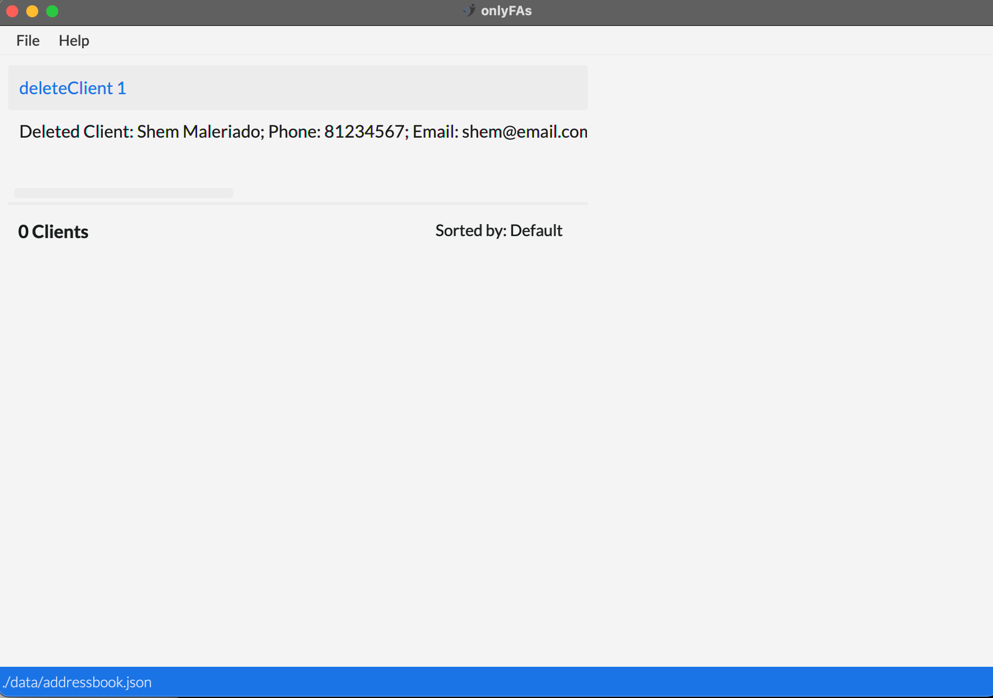 onlyFAs
File Help
deleteClient 1
Deleted Client: Shem Maleriado; Phone: 81234567; Email: shem@email.con
0 Clients Sorted by: Default
./data/addressbook.json